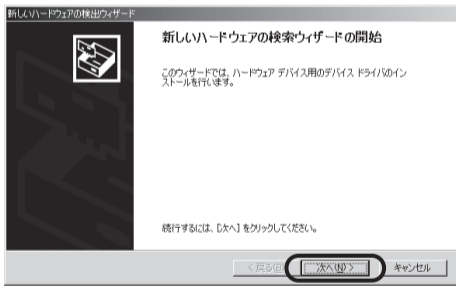 新しいハードウェアの検出ウィザード
新しいハードウェアの検索ウィザードの開始
このウィザードでは、ハードウェア デバイス用のデバイス ドライバのイン
ストールを行います。
続行するには、[次へ] をクリックしてください。
< 戻る(B) 次へ(N) > キャンセル